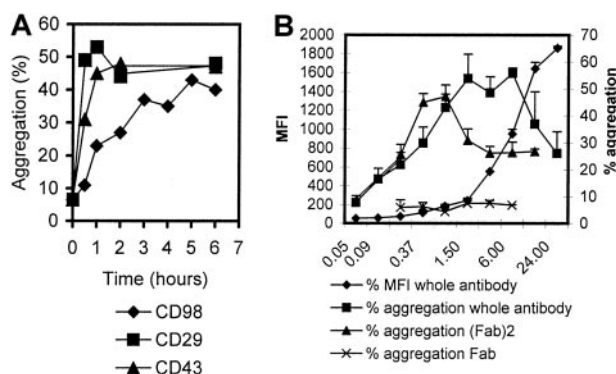 A
Aggregation (%)
60
50
40
30
20
10
0
0 1 2 3 4 5 6 7
Time (hours)
CD98
CD29
CD43
B
MFI
2000
1800
1600
1400
1200
1000
800
600
400
200
0
70
60
50
40
30
20
10
0
% aggregation
0.05
0.09
0.37
1.50
6.00
24.00
% MFI whole antibody
% aggregation whole antibody
% aggregation (Fab)2
% aggregation Fab